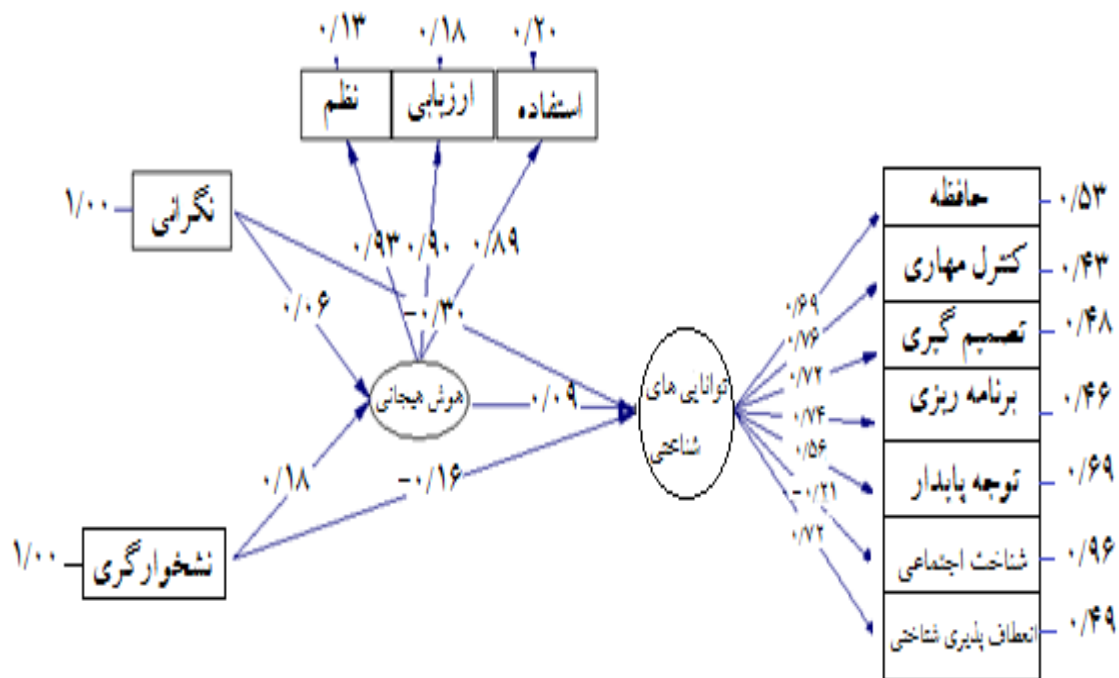 ۰/۱۳ ۰/۱۸ ۰/۲۰
نظم ارزیابی استفاده
۱/۰۰ نگرانی
۰/۹۳ ۰/۹۰ ۰/۸۹
۰/۰۶ -۰/۳۰
هوش هیجانی ۰/۰۹
توانایی های
شناختی
۰/۱۸ -۰/۱۶
۱/۰۰ نشخوارگری
۰/۶۹
۰/۷۶
۰/۷۲
۰/۷۴
۰/۵۶
-۰/۲۱
۰/۷۲
حافظه ۰/۵۳
کنترل مهاری ۰/۴۳
تصمیم گیری ۰/۴۸
برنامه ریزی ۰/۴۶
توجه پایدار ۰/۶۹
شناخت اجتماعی ۰/۹۶
انعطاف پذیری شناختی ۰/۴۹